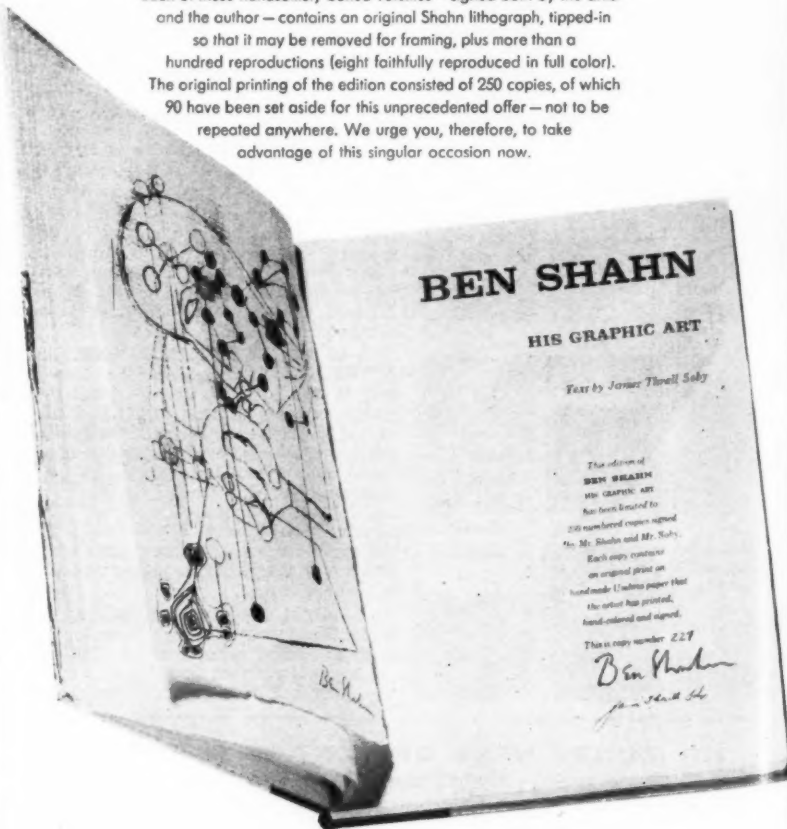 and the author — contains an original Shahn lithograph, tipped-in
so that it may be removed for framing, plus more than a
hundred reproductions (eight faithfully reproduced in full color).
The original printing of the edition consisted of 250 copies, of which
90 have been set aside for this unprecedented offer — not to be
repeated anywhere. We urge you, therefore, to take
advantage of this singular occasion now.
BEN SHAHN
HIS GRAPHIC ART
Text by James Thrall Soby
This edition of
BEN SHAHN
HIS GRAPHIC ART
has been limited to
250 numbered copies signed
by Mr. Shahn and Mr. Soby.
Each copy contains
an original print on
handmade Umbria paper that
the artist has printed,
hand-colored and signed.
This is copy number 227
Ben Shahn
James Thrall Soby
Ben Shahn